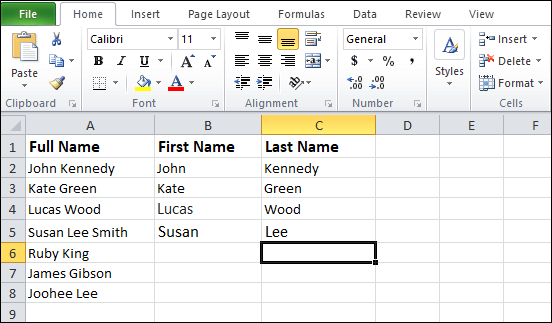 File Home Insert Page Layout Formulas Data Review
Calibri 11 General Insert
Paste B I U A A $ % , Styles Delete
A .0 .00 .00 .0 Format
Clipboard Font Alignment Number Cells
A B C D E F
1 Full Name First Name Last Name
2 John Kennedy John Kennedy
3 Kate Green Kate Green
4 Lucas Wood Lucas Wood
5 Susan Lee Smith Susan Lee
6 Ruby King
7 James Gibson
8 Joohee Lee
9